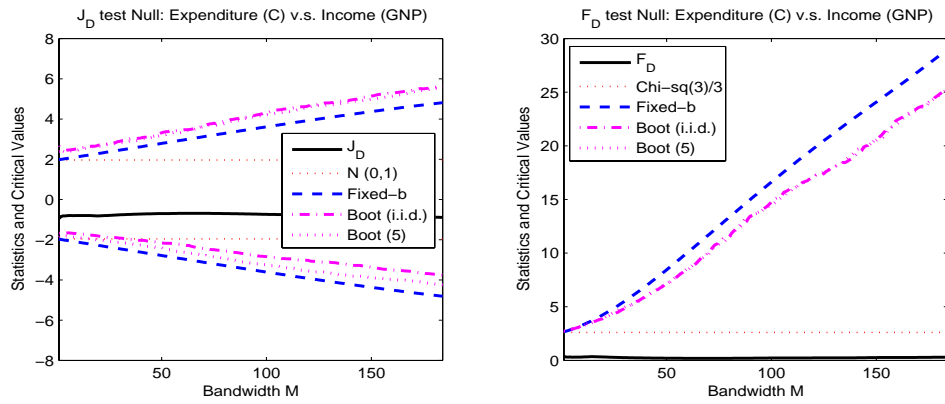 J_D test Null: Expenditure (C) v.s. Income (GNP)
8
6
4
2
0
−2
−4
−6
−8
Statistics and Critical Values
J_D
N (0,1)
Fixed−b
Boot (i.i.d.)
Boot (5)
50
100
150
Bandwidth M
F_D test Null: Expenditure (C) v.s. Income (GNP)
30
25
20
15
10
5
0
Statistics and Critical Values
F_D
Chi−sq(3)/3
Fixed−b
Boot (i.i.d.)
Boot (5)
50
100
150
Bandwidth M